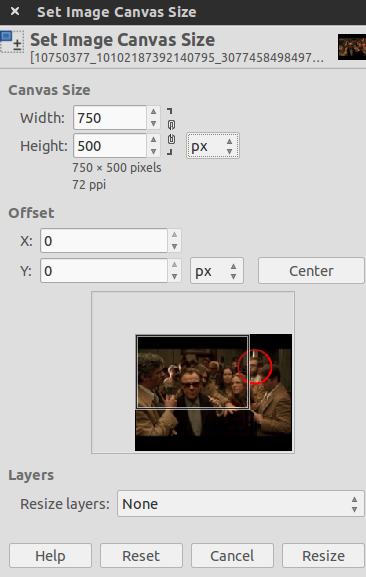 Set Image Canvas Size
Set Image Canvas Size
[10750377_10102187392140795_3077458498497...
Canvas Size
Width: 750
Height: 500 px
750 × 500 pixels
72 ppi
Offset
X: 0
Y: 0 px Center
Layers
Resize layers: None
Help Reset Cancel Resize